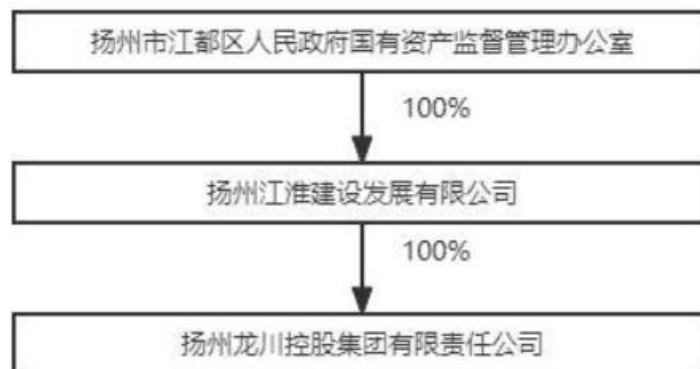 扬州市江都区人民政府国有资产监督管理办公室
100%
扬州江淮建设发展有限公司
100%
扬州龙川控股集团有限责任公司